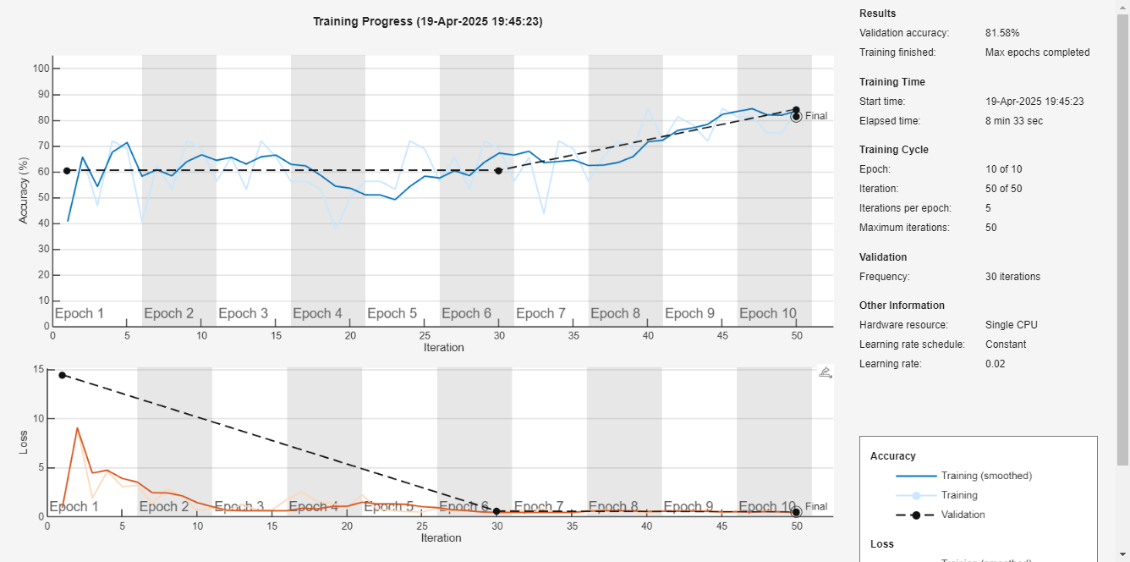 Training Progress (19-Apr-2025 19:45:23)
Accuracy (%)
100
90
80
70
60
50
40
30
20
10
0
Final
Epoch 1 Epoch 2 Epoch 3 Epoch 4 Epoch 5 Epoch 6 Epoch 7 Epoch 8 Epoch 9 Epoch 10
0 5 10 15 20 25 30 35 40 45 50
Iteration
Loss
15
10
5
0
Final
Epoch 1 Epoch 2 Epoch 3 Epoch 4 Epoch 5 Epoch 6 Epoch 7 Epoch 8 Epoch 9 Epoch 10
0 5 10 15 20 25 30 35 40 45 50
Iteration
Results
Validation accuracy: 81.58%
Training finished: Max epochs completed
Training Time
Start time: 19-Apr-2025 19:45:23
Elapsed time: 8 min 33 sec
Training Cycle
Epoch: 10 of 10
Iteration: 50 of 50
Iterations per epoch: 5
Maximum iterations: 50
Validation
Frequency: 30 iterations
Other Information
Hardware resource: Single CPU
Learning rate schedule: Constant
Learning rate: 0.02
Accuracy
Training (smoothed)
Training
Validation
Loss
Training (smoothed)